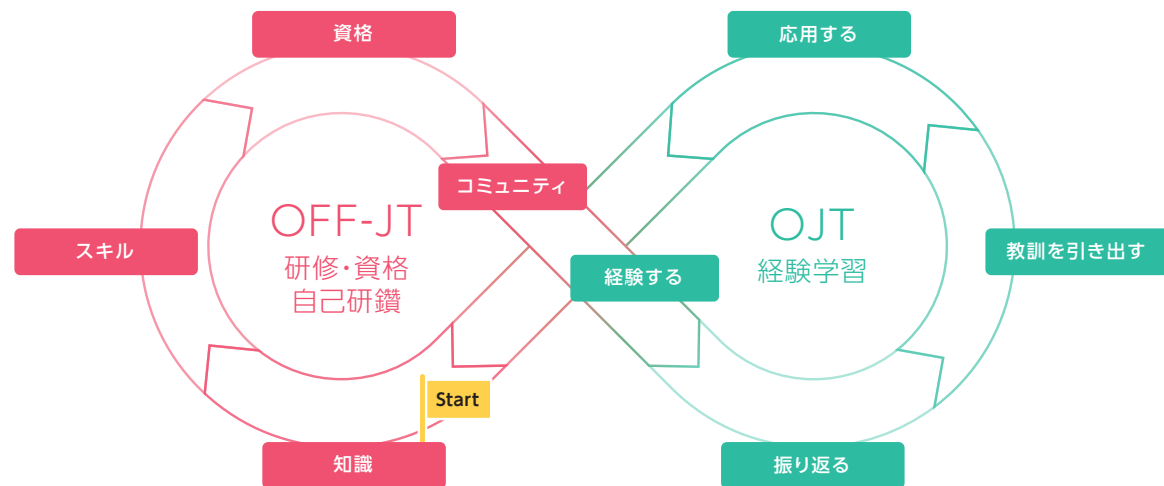 資格
応用する
コミュニティ
OFF-JT
研修・資格
自己研鑽
スキル
OJT
経験学習
経験する
教訓を引き出す
Start
知識
振り返る